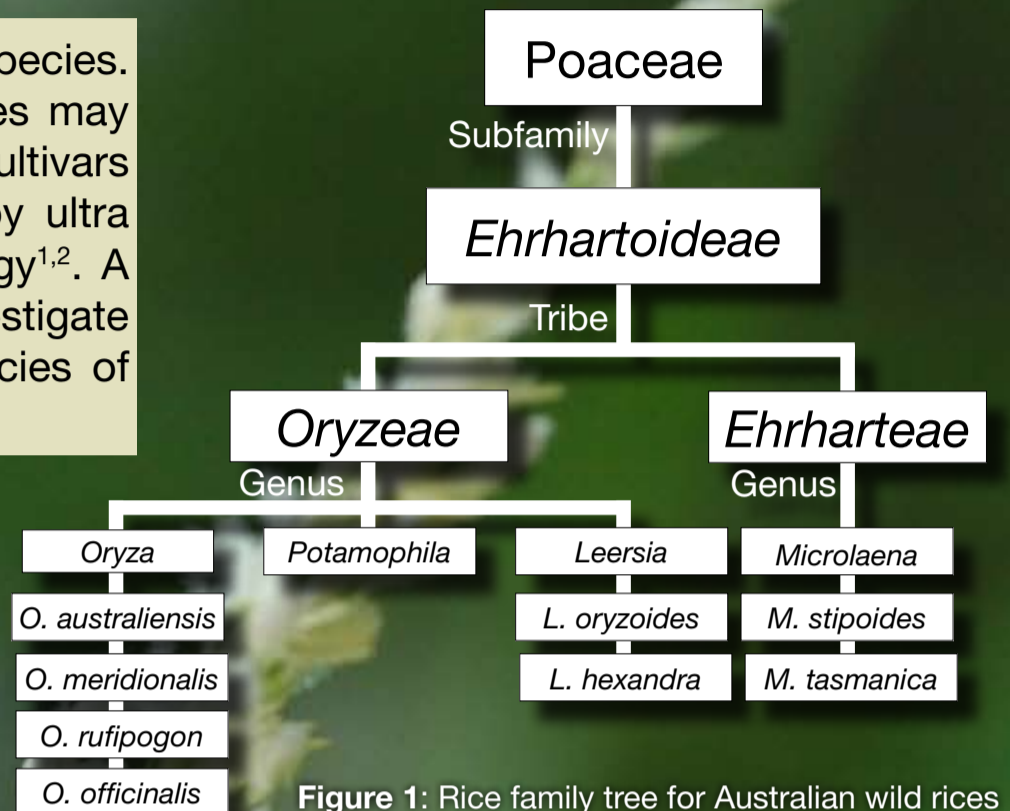 pecies.
es may
ultivars
by ultra
gy1,2. A
stigate
cies of
Poaceae
Subfamily
Ehrhartoideae
Tribe
Oryzeae
Ehrharteae
Genus
Genus
Oryza
Potamophila
Leersia
Microlaena
O. australiensis
L. oryzoides
M. stipoides
O. meridionalis
L. hexandra
M. tasmanica
O. rufipogon
O. officinalis
Figure 1: Rice family tree for Australian wild rices